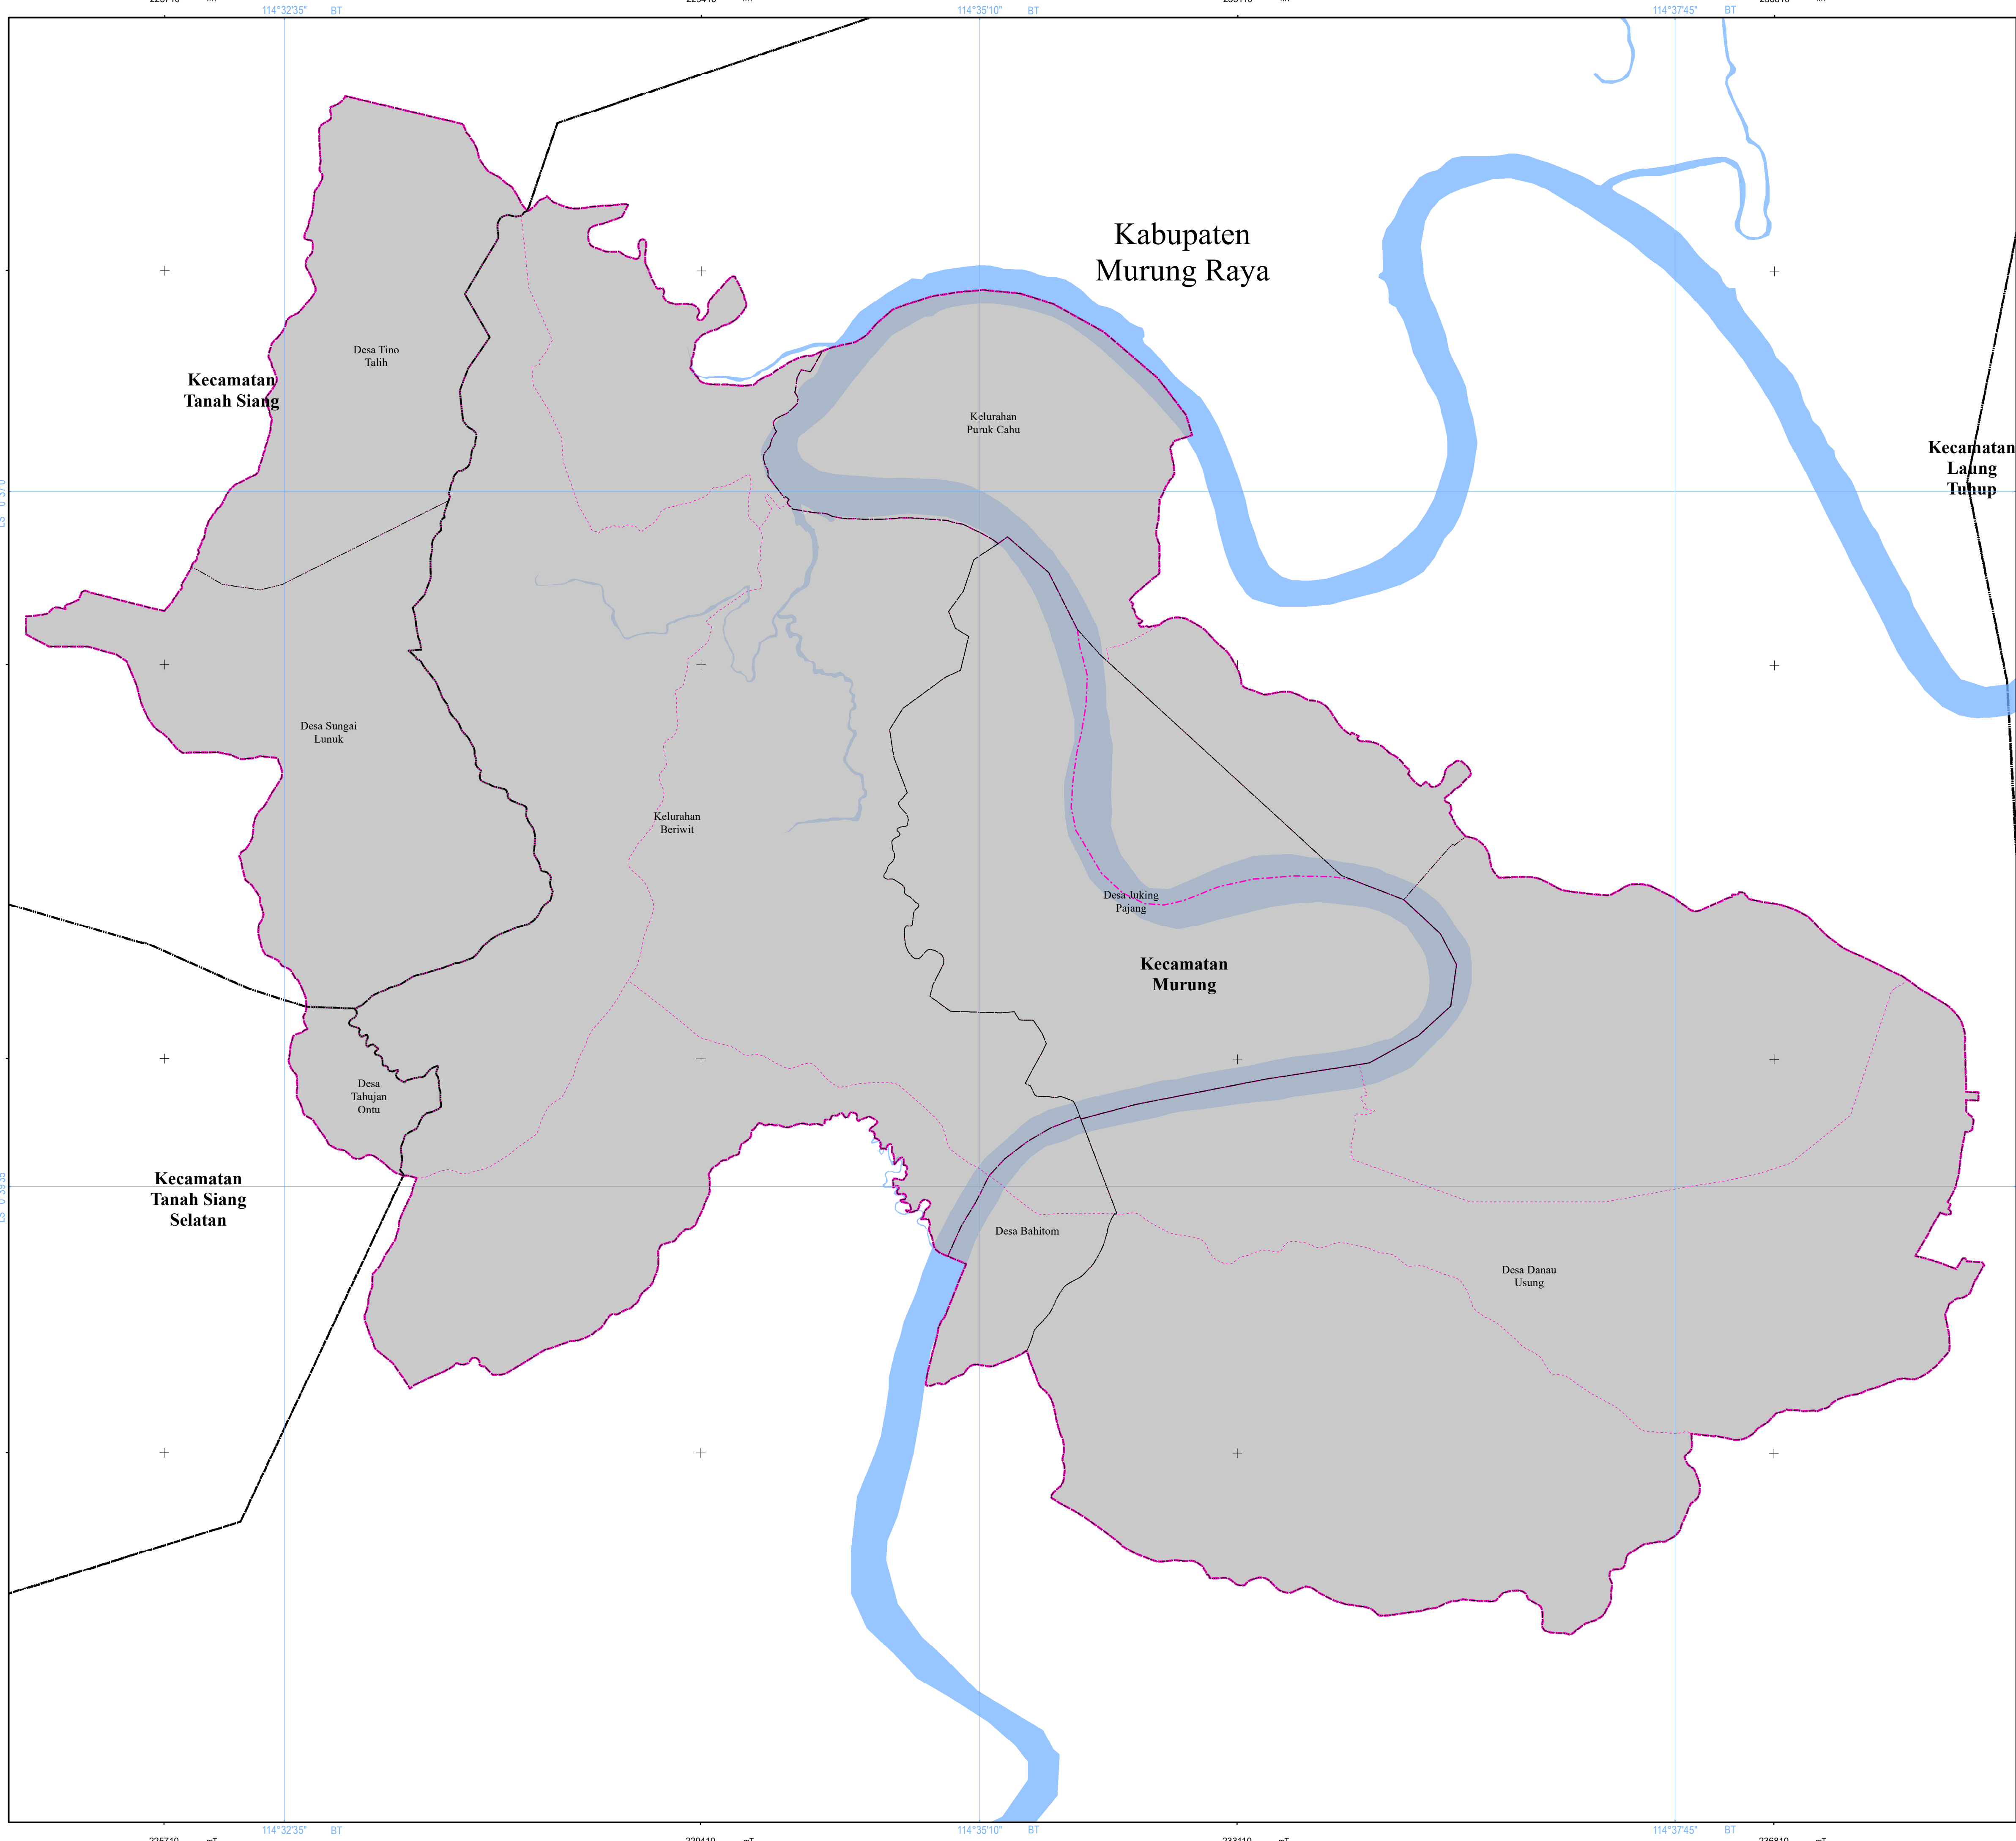 114°32'35" BT
114°35'10" BT
114°37'45" BT
Kabupaten
Murung Raya
Desa Tino
Talih
Kecamatan
Tanah Siang
Kelurahan
Puruk Cahu
Kecamatan
Laung
Tuhup
Desa Sungai
Lunuk
Kelurahan
Beriwit
Desa Juking
Pajang
Kecamatan
Murung
Desa
Tahujan
Ontu
Kecamatan
Tanah Siang
Selatan
Desa Bahitom
Desa Danau
Usung
114°32'35" BT
114°35'10" BT
114°37'45" BT